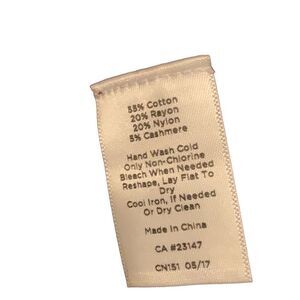 55% Cotton
20% Rayon
20% Nylon
5% Cashmere
Hand Wash Cold
Only Non-Chlorine
Bleach When Needed
Reshape, Lay Flat To
Dry
Cool Iron, If Needed
Or Dry Clean
Made In China
CA #23147
CN151 05/17